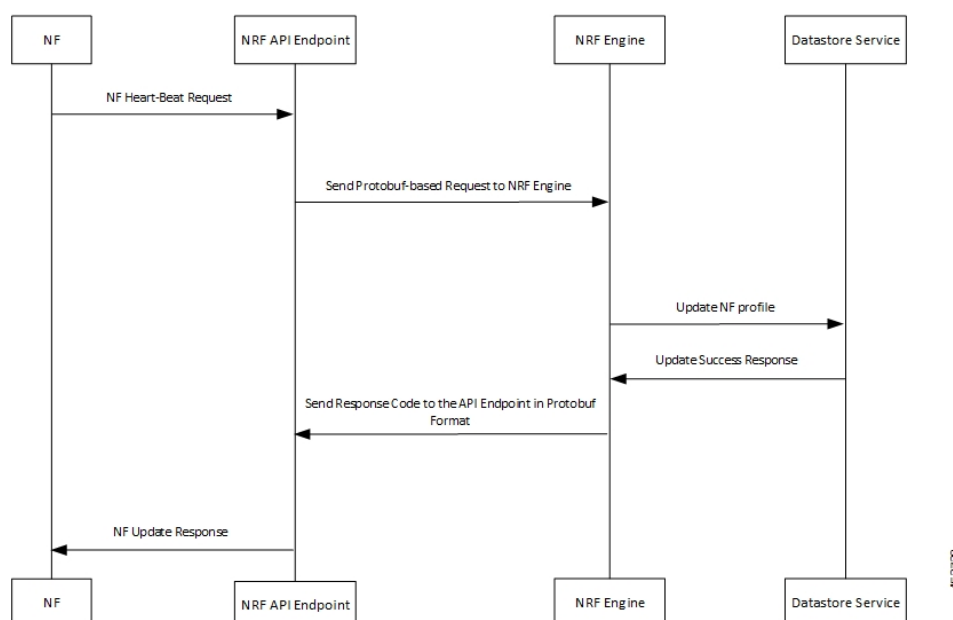 NF
NRF API Endpoint
NRF Engine
Datastore Service
NF Heart-Beat Request
Send Protobuf-based Request to NRF Engine
Update NF profile
Update Success Response
Send Response Code to the API Endpoint in Protobuf
Format
NF Update Response
NF
NRF API Endpoint
NRF Engine
Datastore Service